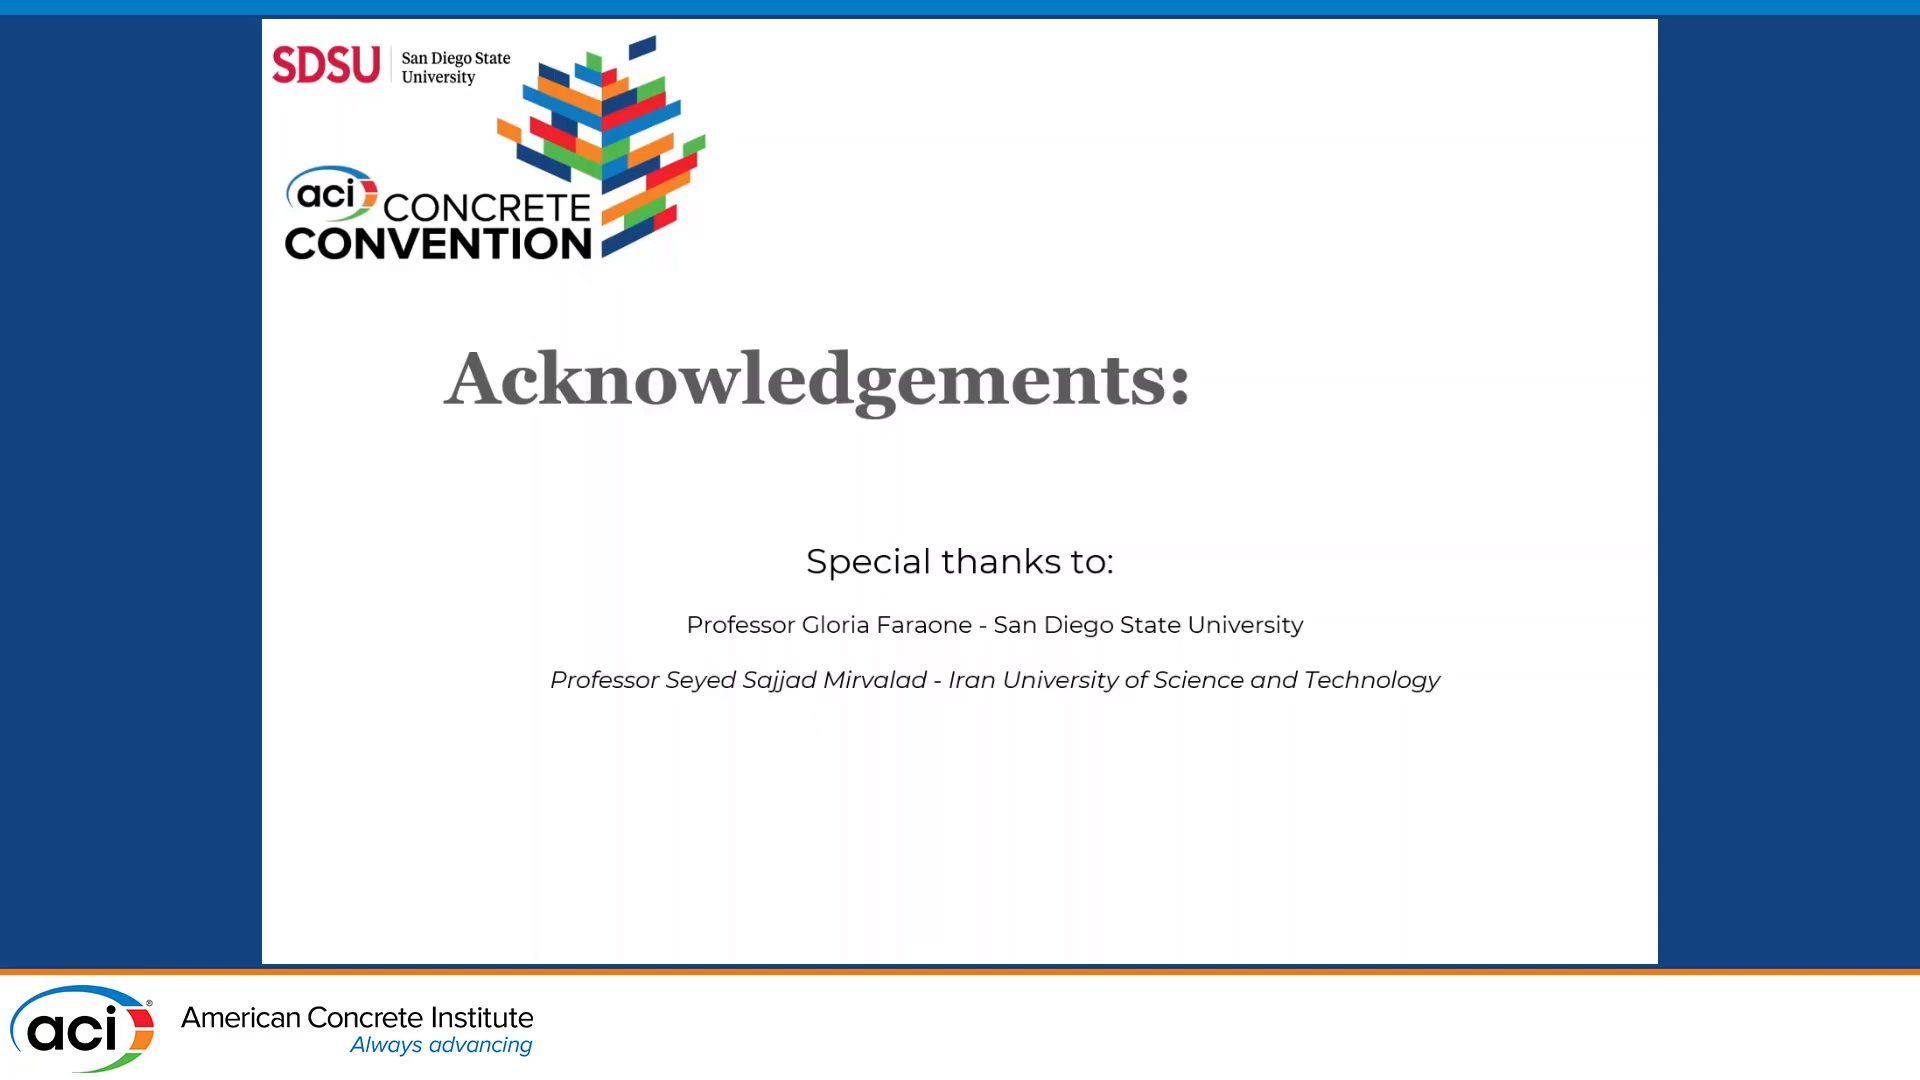 SDSU
San Diego State
University
aci CONCRETE
CONVENTION
Acknowledgements:
Special thanks to:
Professor Gloria Faraone - San Diego State University
Professor Seyed Sajjad Mirvalad - Iran University of Science and Technology
aci®
American Concrete Institute
Always advancing